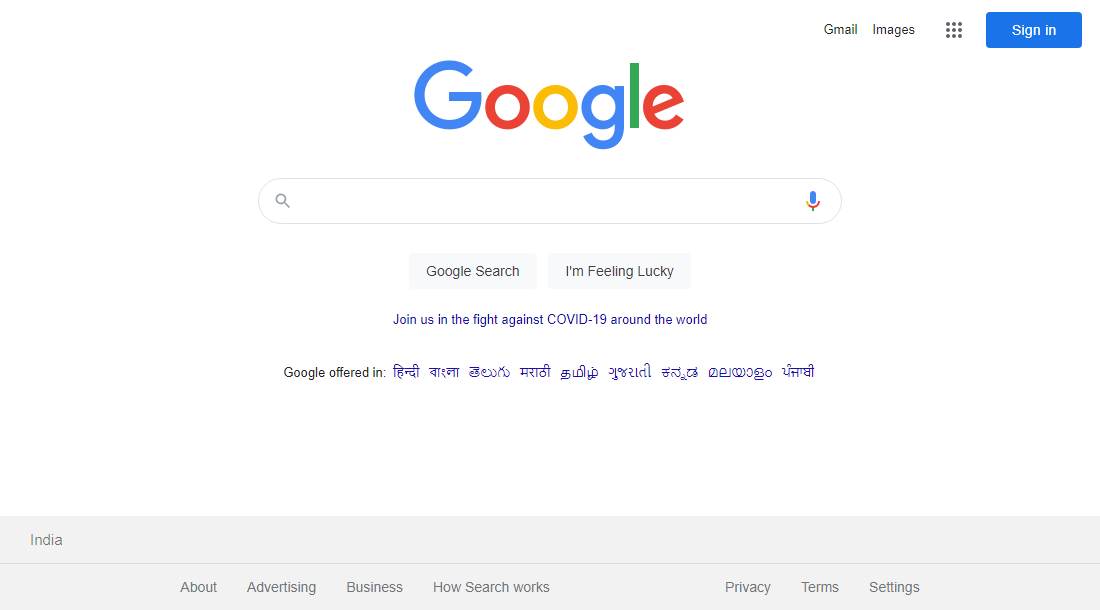 Gmail Images Sign in
Google
Google Search I'm Feeling Lucky
Join us in the fight against COVID-19 around the world
Google offered in: हिन्दी বাংলা తెలుగు मराठी தமிழ் ગુજરાતી ಕನ್ನಡ മലയാളം ਪੰਜਾਬੀ
India
About Advertising Business How Search works Privacy Terms Settings